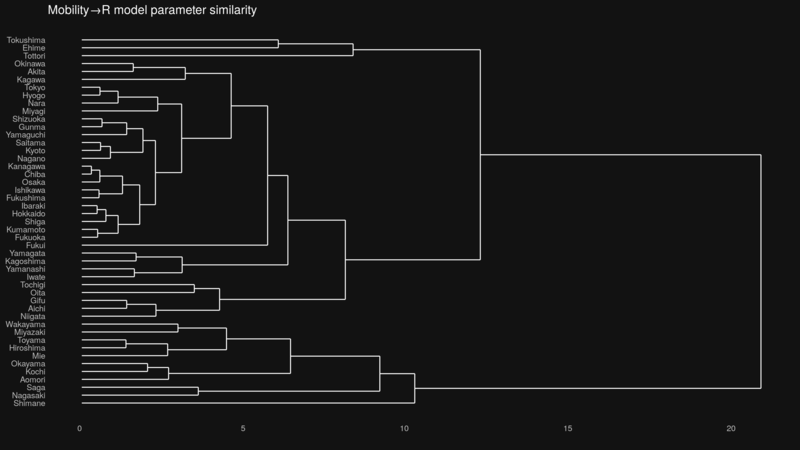 Mobility→R model parameter similarity
Tokushima
Ehime
Tottori
Okinawa
Akita
Kagawa
Tokyo
Hyogo
Nara
Miyagi
Shizuoka
Gunma
Yamaguchi
Saitama
Kyoto
Nagano
Kanagawa
Chiba
Osaka
Ishikawa
Fukushima
Ibaraki
Hokkaido
Shiga
Kumamoto
Fukuoka
Fukui
Yamagata
Kagoshima
Yamanashi
Iwate
Tochigi
Oita
Gifu
Aichi
Niigata
Wakayama
Miyazaki
Toyama
Hiroshima
Mie
Okayama
Kochi
Aomori
Saga
Nagasaki
Shimane
0 5 10 15 20